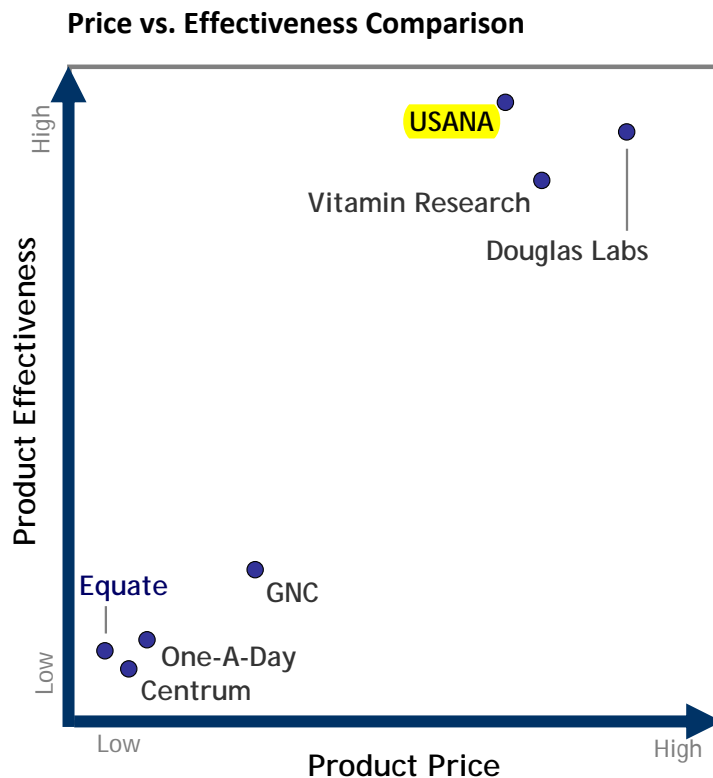 Price vs. Effectiveness Comparison
High
USANA
Vitamin Research
Douglas Labs
Product Effectiveness
Equate
GNC
One-A-Day
Low
Centrum
Low
High
Product Price